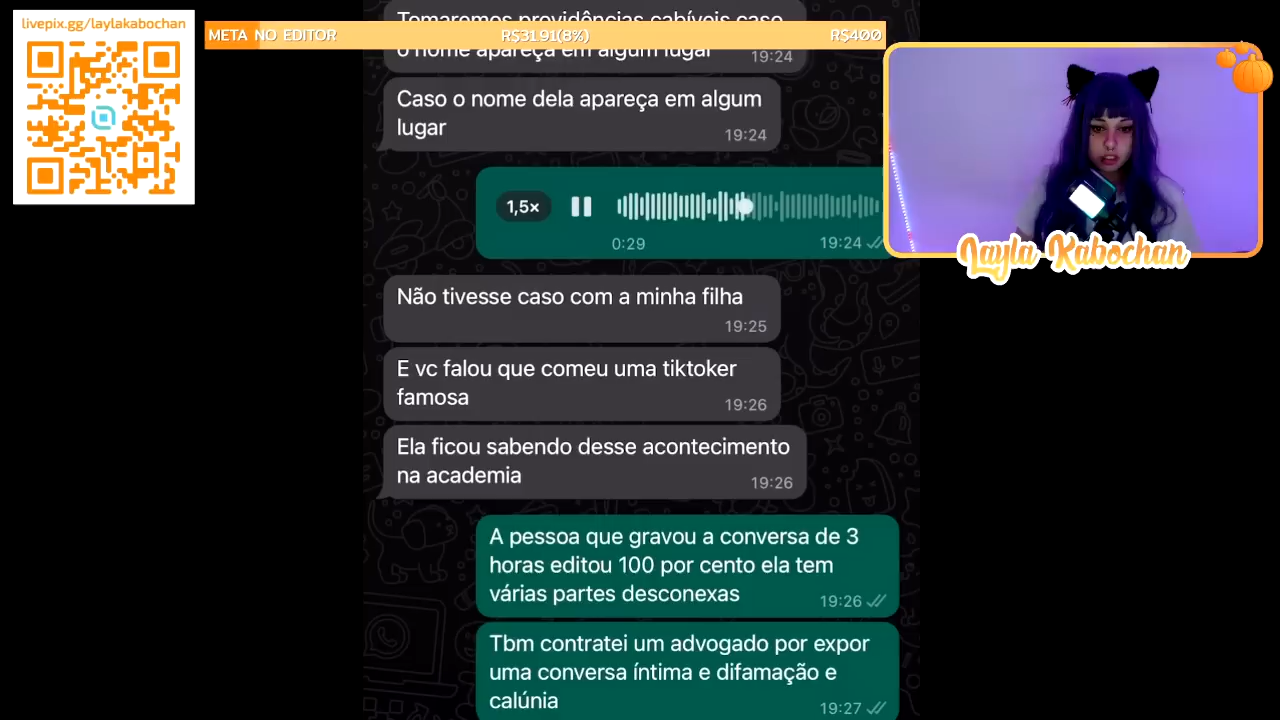 livepix.gg/laylakabochan
META NO EDITOR
R$31.91(8%)
R$400
Tomaremos providências cabíveis caso
o nome apareça em algum lugar
19:24
Caso o nome dela apareça em algum
lugar
19:24
1,5×
0:29
19:24
Layla Kabochan
Não tivesse caso com a minha filha
19:25
E vc falou que comeu uma tiktoker
famosa
19:26
Ela ficou sabendo desse acontecimento
na academia
19:26
A pessoa que gravou a conversa de 3
horas editou 100 por cento ela tem
várias partes desconexas
19:26
Tbm contratei um advogado por expor
uma conversa íntima e difamação e
calúnia
19:27